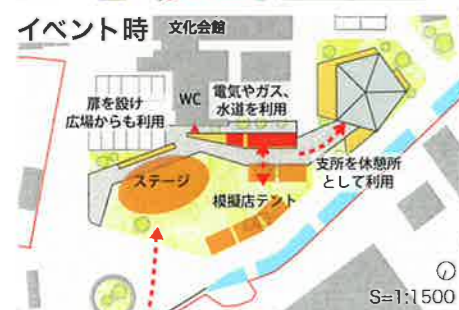 イベント時
文化会館
扉を設け
広場からも利用
WC
電気やガス、
水道を利用
支所を休憩所
として利用
ステージ
模擬店テント
S=1:1500